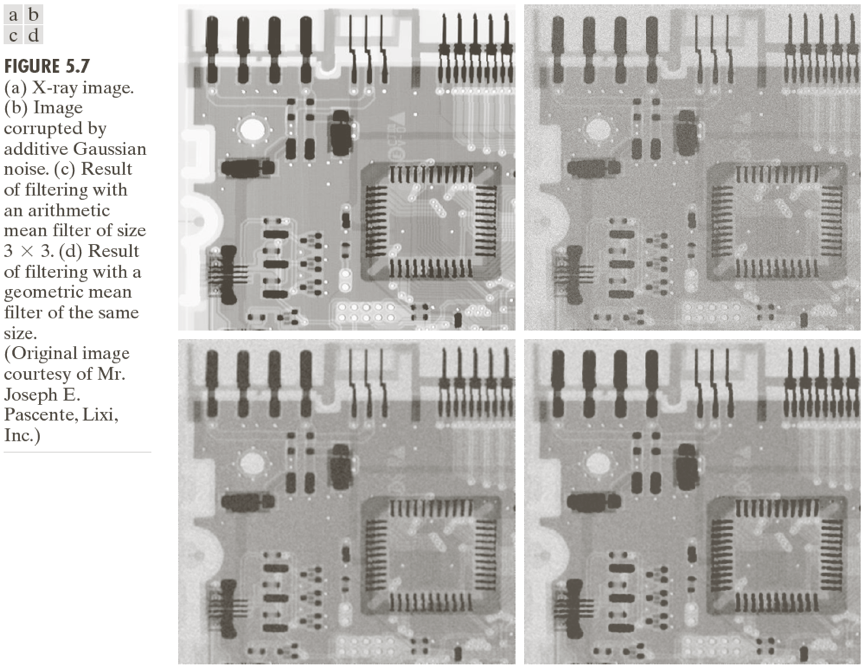 a b
c d
FIGURE 5.7
(a) X-ray image.
(b) Image
corrupted by
additive Gaussian
noise. (c) Result
of filtering with
an arithmetic
mean filter of size
3 × 3. (d) Result
of filtering with a
geometric mean
filter of the same
size.
(Original image
courtesy of Mr.
Joseph E.
Pascente, Lixi,
Inc.)